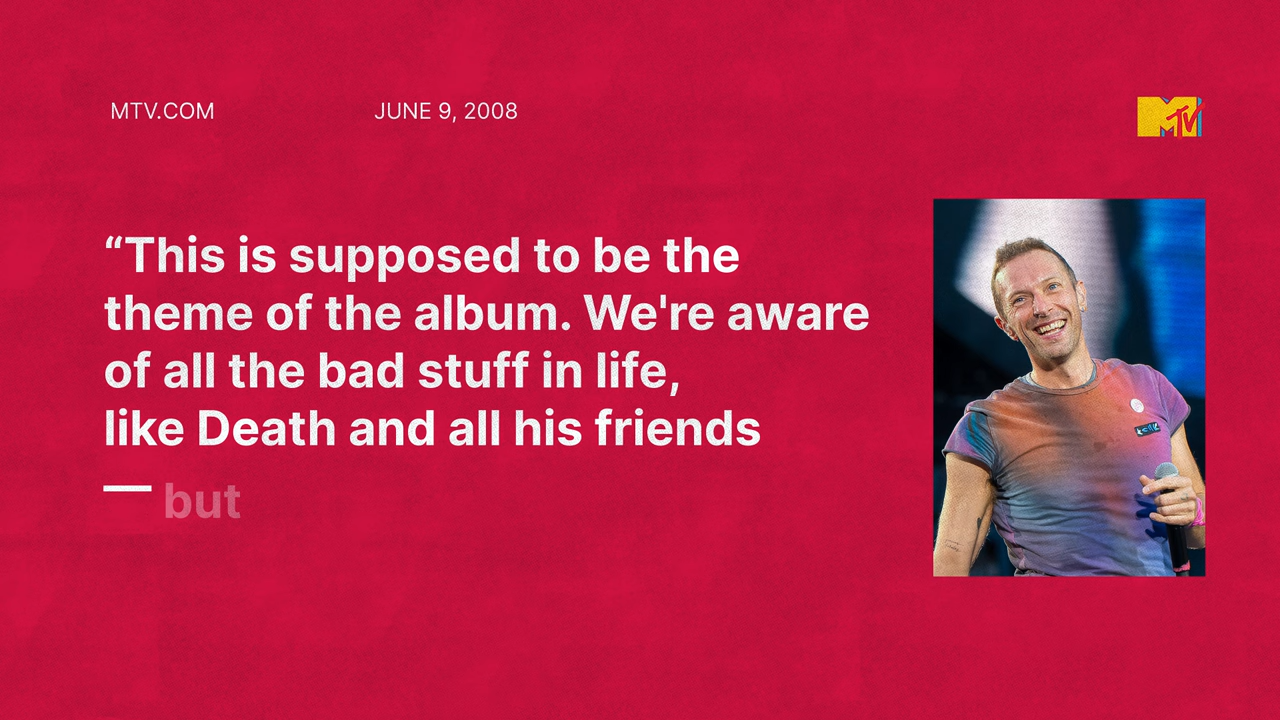 MTV.COM
JUNE 9, 2008
MTV
“This is supposed to be the
theme of the album. We're aware
of all the bad stuff in life,
like Death and all his friends
— but